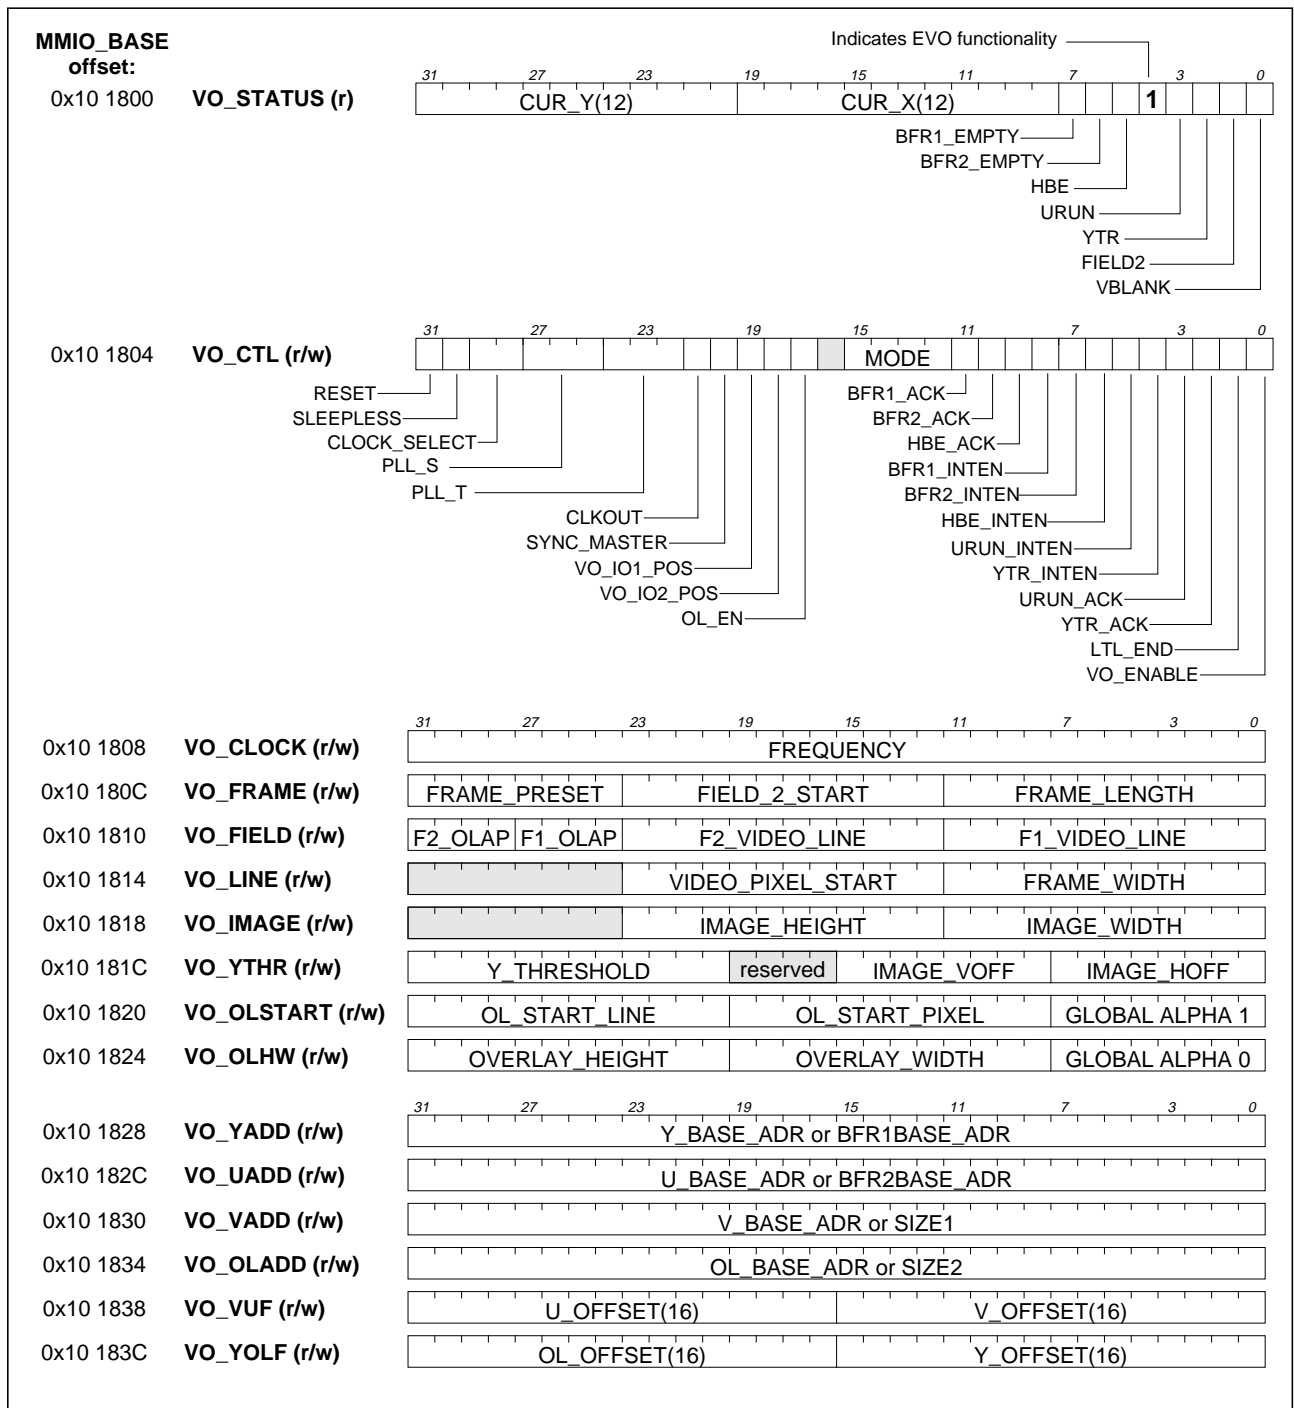 Indicates EVO functionality
MMIO_BASE
offset:
31 27 23 19 15 11 7 3 0
0x10 1800 VO_STATUS (r) CUR_Y(12) CUR_X(12) 1
BFR1_EMPTY
BFR2_EMPTY
HBE
URUN
YTR
FIELD2
VBLANK
31 27 23 19 15 11 7 3 0
0x10 1804 VO_CTL (r/w) MODE
RESET BFR1_ACK
SLEEPLESS BFR2_ACK
CLOCK_SELECT HBE_ACK
PLL_S BFR1_INTEN
PLL_T BFR2_INTEN
CLKOUT HBE_INTEN
SYNC_MASTER URUN_INTEN
VO_IO1_POS YTR_INTEN
VO_IO2_POS URUN_ACK
OL_EN YTR_ACK
LTL_END
VO_ENABLE
31 27 23 19 15 11 7 3 0
0x10 1808 VO_CLOCK (r/w) FREQUENCY
0x10 180C VO_FRAME (r/w) FRAME_PRESET FIELD_2_START FRAME_LENGTH
0x10 1810 VO_FIELD (r/w) F2_OLAP F1_OLAP F2_VIDEO_LINE F1_VIDEO_LINE
0x10 1814 VO_LINE (r/w) VIDEO_PIXEL_START FRAME_WIDTH
0x10 1818 VO_IMAGE (r/w) IMAGE_HEIGHT IMAGE_WIDTH
0x10 181C VO_YTHR (r/w) Y_THRESHOLD reserved IMAGE_VOFF IMAGE_HOFF
0x10 1820 VO_OLSTART (r/w) OL_START_LINE OL_START_PIXEL GLOBAL ALPHA 1
0x10 1824 VO_OLHW (r/w) OVERLAY_HEIGHT OVERLAY_WIDTH GLOBAL ALPHA 0
31 27 23 19 15 11 7 3 0
0x10 1828 VO_YADD (r/w) Y_BASE_ADR or BFR1BASE_ADR
0x10 182C VO_UADD (r/w) U_BASE_ADR or BFR2BASE_ADR
0x10 1830 VO_VADD (r/w) V_BASE_ADR or SIZE1
0x10 1834 VO_OLADD (r/w) OL_BASE_ADR or SIZE2
0x10 1838 VO_VUF (r/w) U_OFFSET(16) V_OFFSET(16)
0x10 183C VO_YOLF (r/w) OL_OFFSET(16) Y_OFFSET(16)